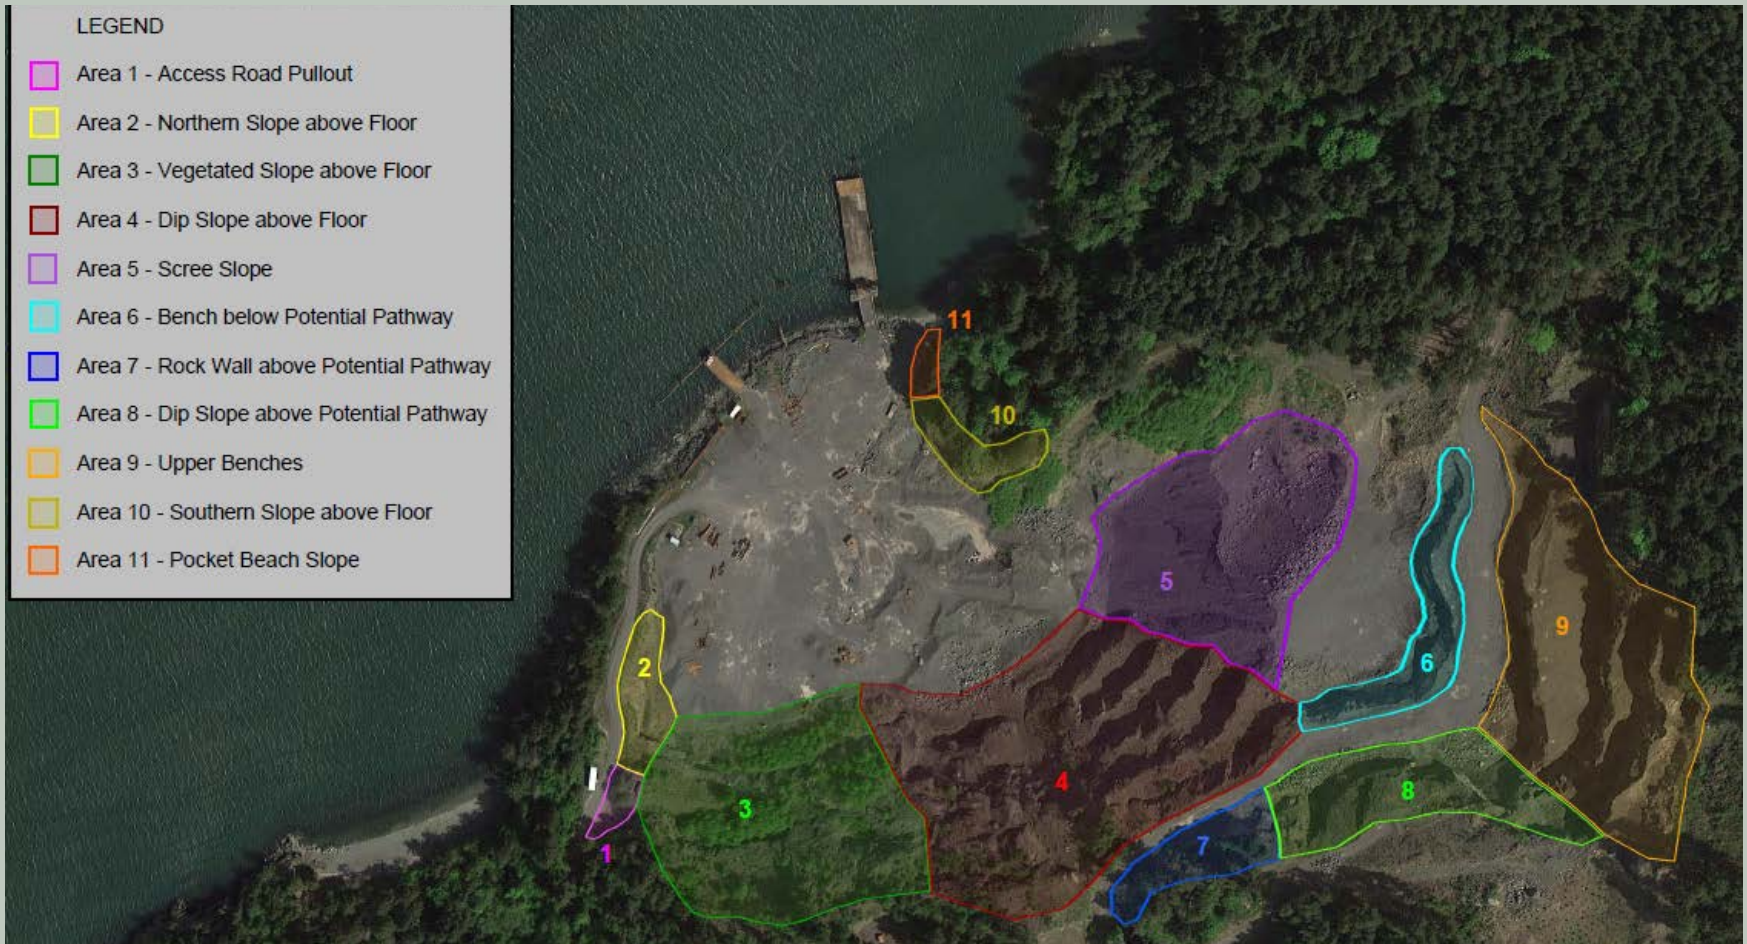 LEGEND
Area 1 - Access Road Pullout
Area 2 - Northern Slope above Floor
Area 3 - Vegetated Slope above Floor
Area 4 - Dip Slope above Floor
Area 5 - Scree Slope
Area 6 - Bench below Potential Pathway
Area 7 - Rock Wall above Potential Pathway
Area 8 - Dip Slope above Potential Pathway
Area 9 - Upper Benches
Area 10 - Southern Slope above Floor
Area 11 - Pocket Beach Slope
11
10
5
9
6
2
4
8
3
7
1